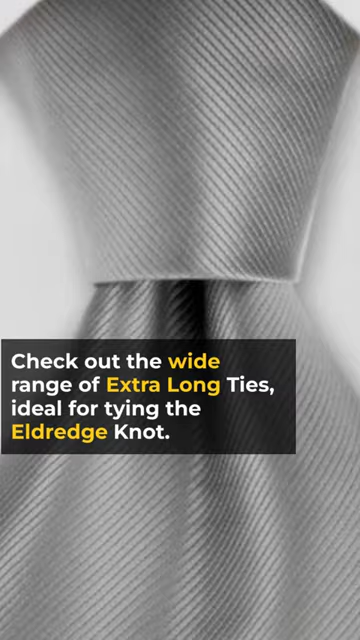 Check out the wide
range of Extra Long Ties,
ideal for tying the
Eldredge Knot.